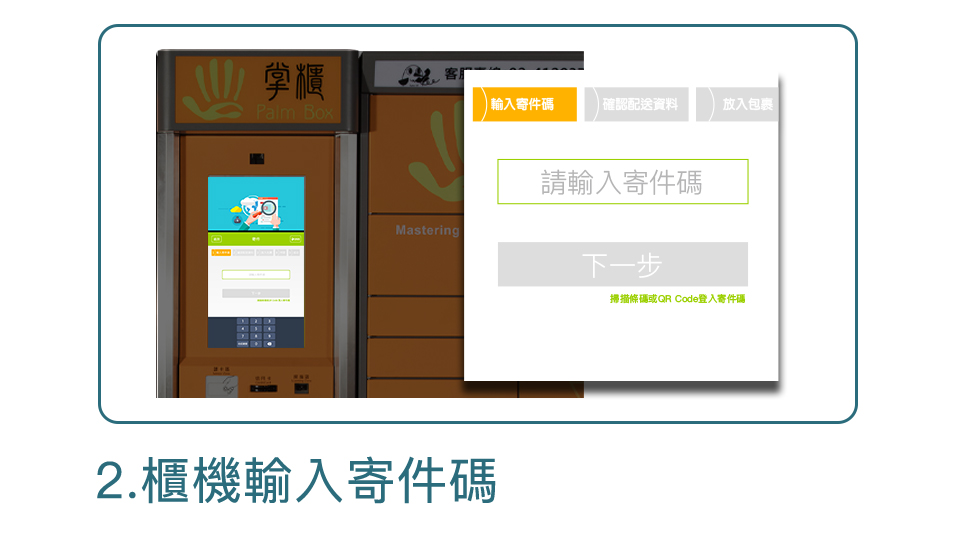 掌櫃
Palm Box
客服專線
Mastering
輸入寄件碼
確認配送資料
放入包裹
請輸入寄件碼
下一步
掃描條碼或QR Code登入寄件碼
2.櫃機輸入寄件碼